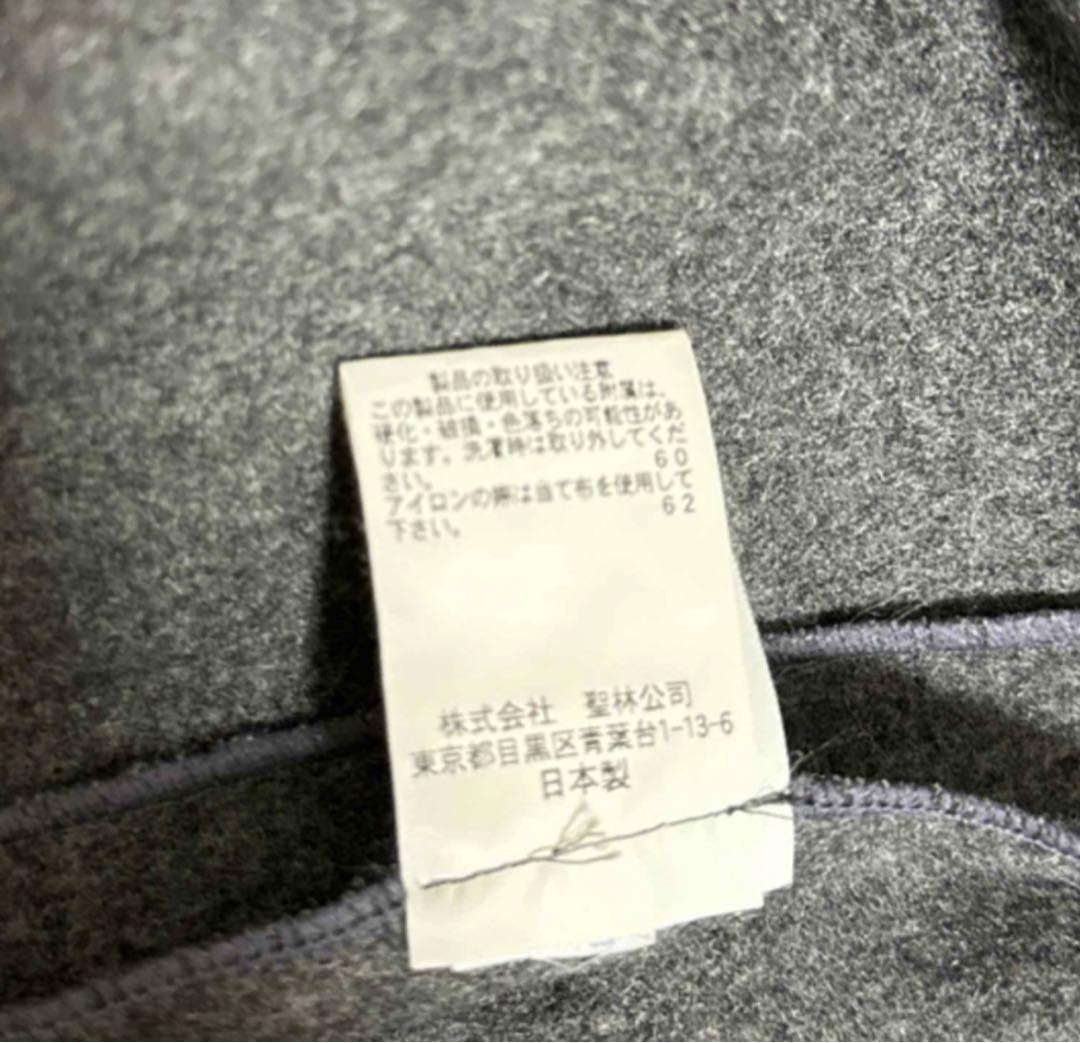 製品の取り扱い注意
この製品に使用している附属は、
硬化・破損・色落ちの可能性があ
ります。洗濯時は取り外してくだ
さい。 60
アイロンの際は当て布を使用して
下さい。 62
株式会社 聖林公司
東京都目黒区青葉台1-13-6
日本製